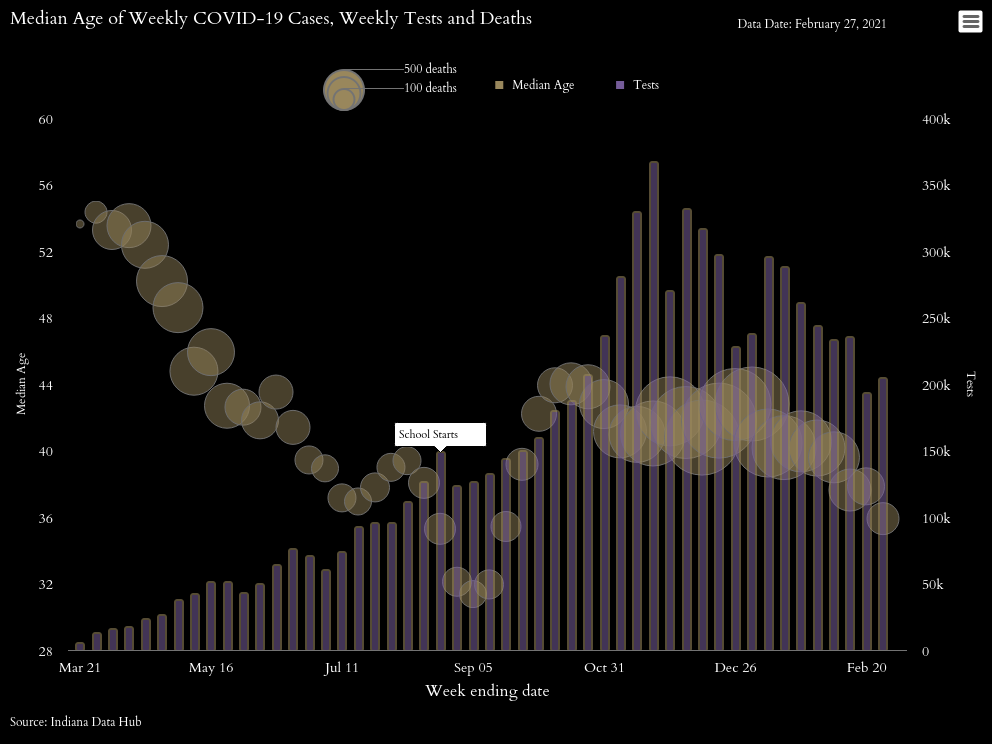 Median Age of Weekly COVID-19 Cases, Weekly Tests and Deaths
Data Date: February 27, 2021
500 deaths
100 deaths
Median Age
Tests
60
56
52
48
44
40
36
32
28
Median Age
400k
350k
300k
250k
200k
150k
100k
50k
0
Tests
School Starts
Mar 21
May 16
Jul 11
Sep 05
Oct 31
Dec 26
Feb 20
Week ending date
Source: Indiana Data Hub